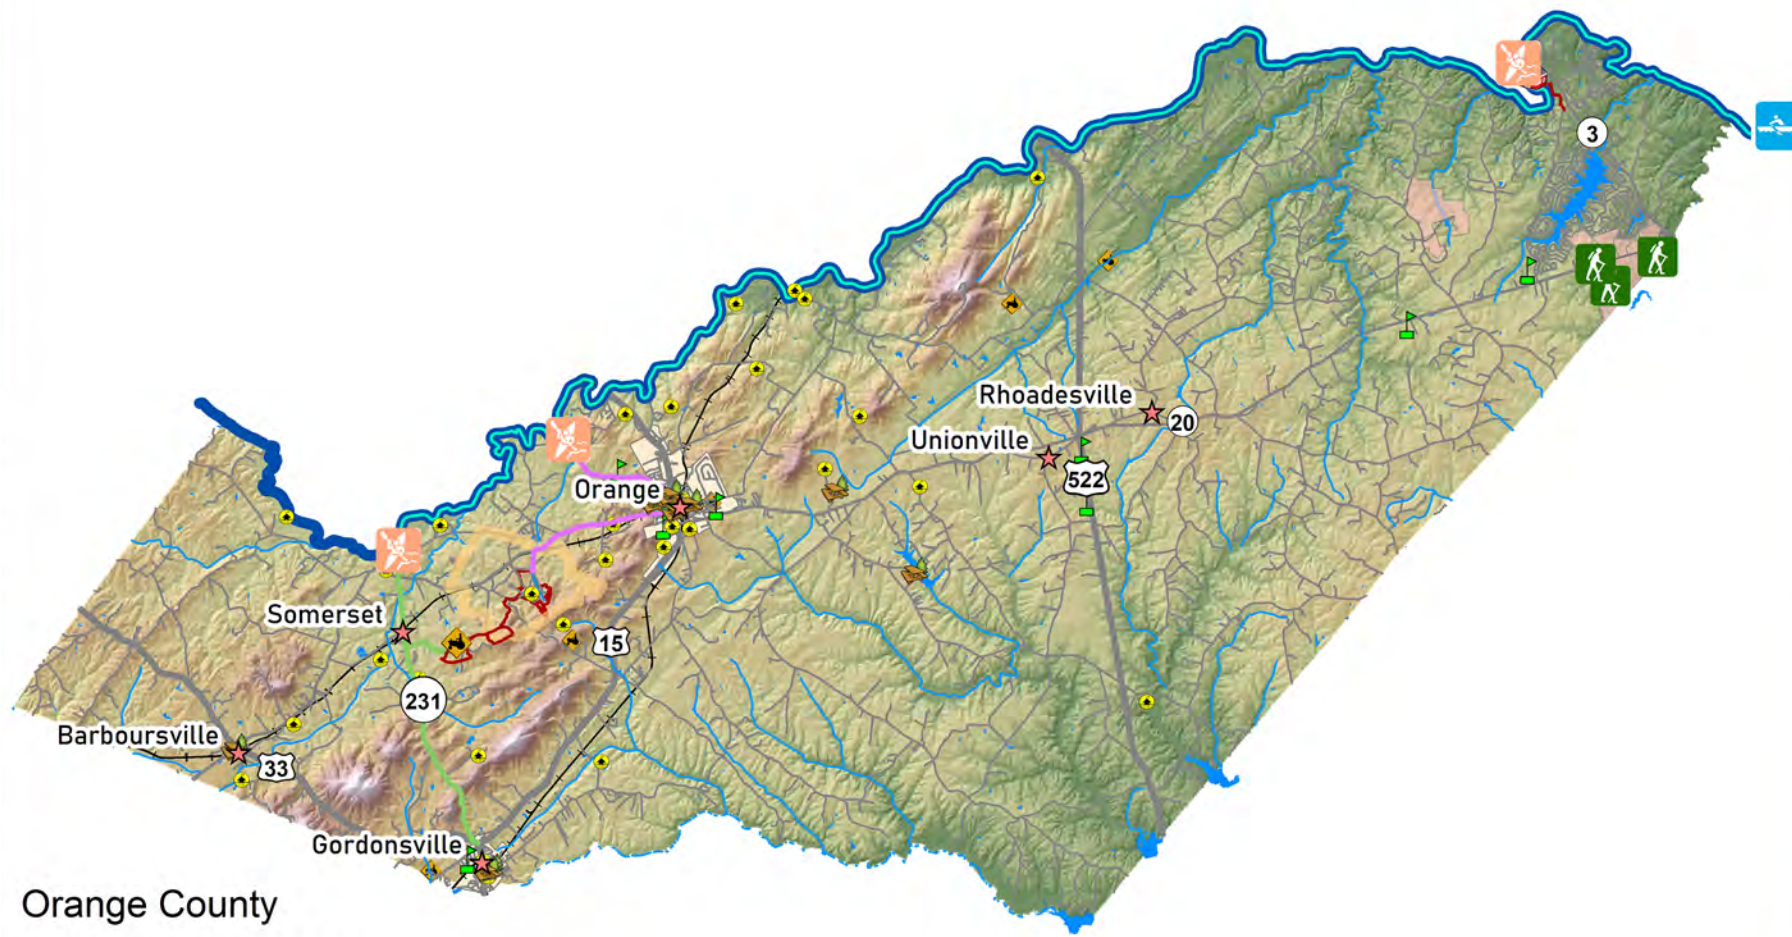 3
Rhoadesville
20
Unionville
522
Orange
Somerset
15
231
Barboursville
33
Gordonsville
Orange County